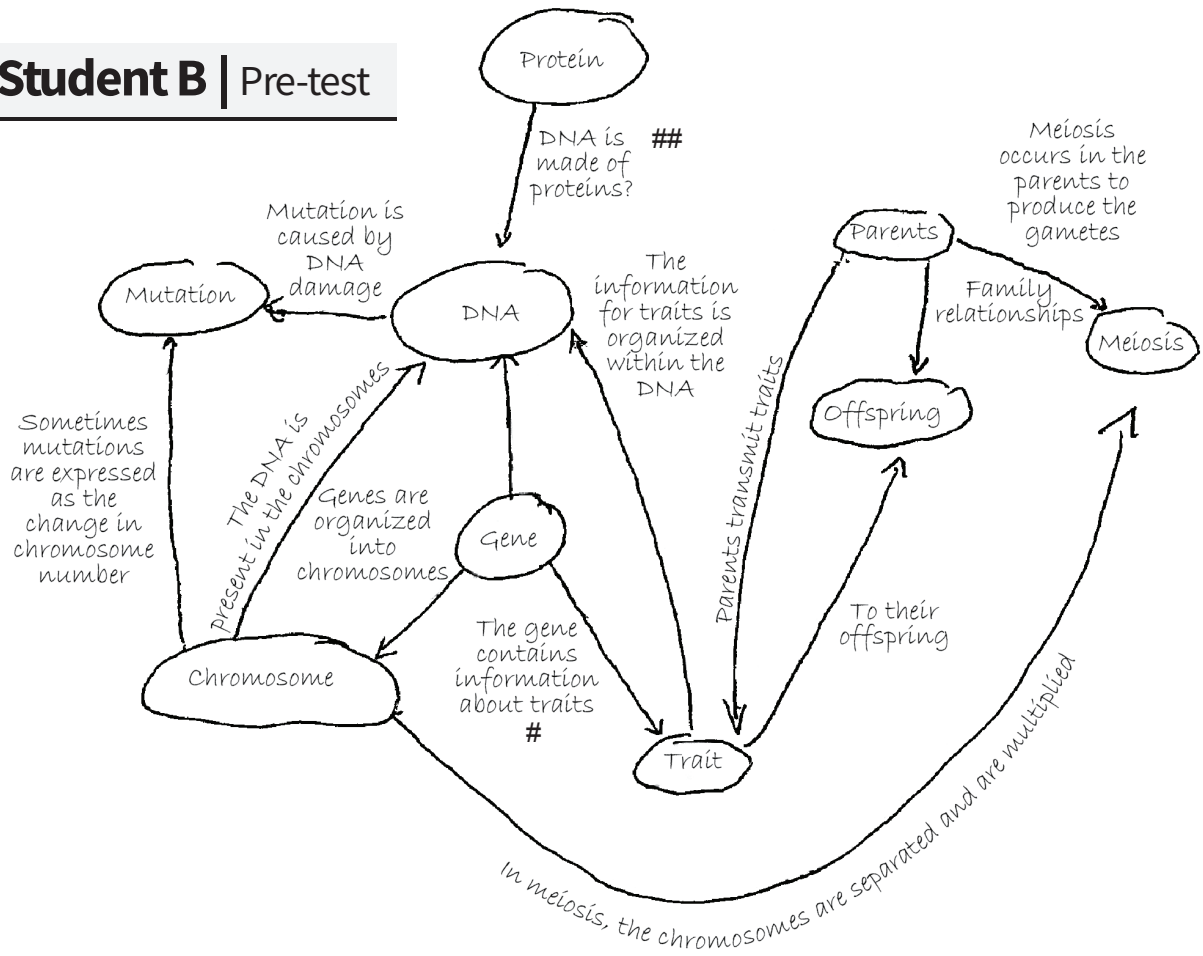 Student B | Pre-test
Protein
DNA is ##
made of
proteins?
Meiosis
occurs in the
parents to
produce the
gametes
Mutation is
caused by
DNA
damage
Parents
The
information
for traits is
organized
within the
DNA
Family
relationships
Mutation
DNA
Meiosis
Offspring
Parents transmit traits
Sometimes
mutations
are expressed
as the
change in
chromosome
number
The DNA is
present in the chromosomes
Genes are
organized
into
chromosomes
Gene
To their
offspring
The gene
contains
information
about traits
#
Chromosome
Trait
In meiosis, the chromosomes are separated and are multiplied